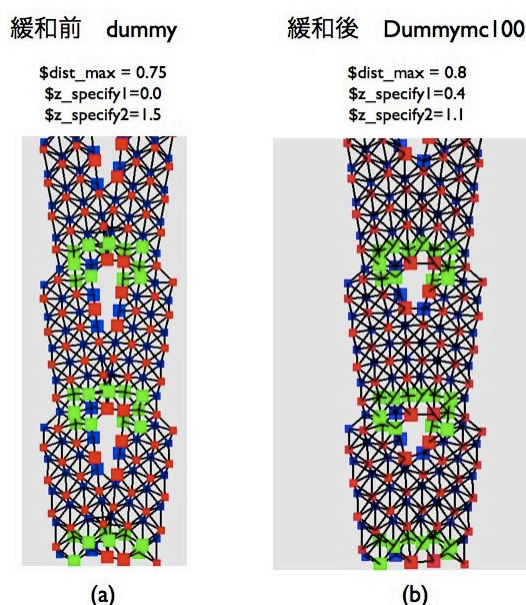 緩和前 dummy
$dist_max = 0.75
$z_specify1=0.0
$z_specify2=1.5
(a)
緩和後 Dummymc100
$dist_max = 0.8
$z_specify1=0.4
$z_specify2=1.1
(b)